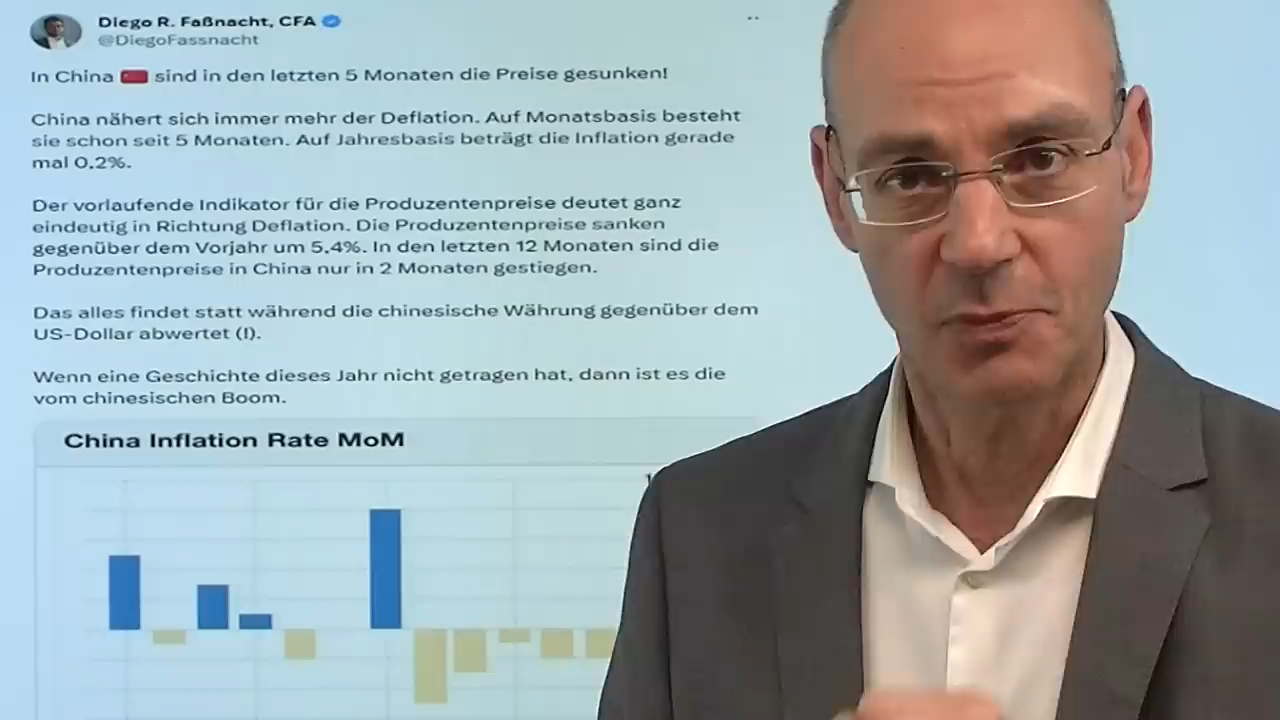 Diego R. Faßnacht, CFA
@DiegoFassnacht
In China 🇨🇳 sind in den letzten 5 Monaten die Preise gesunken!
China nähert sich immer mehr der Deflation. Auf Monatsbasis besteht
sie schon seit 5 Monaten. Auf Jahresbasis beträgt die Inflation gerade
mal 0.2%.
Der vorlaufende Indikator für die Produzentenpreise deutet ganz
eindeutig in Richtung Deflation. Die Produzentenpreise sanken
gegenüber dem Vorjahr um 5.4%. In den letzten 12 Monaten sind die
Produzentenpreise in China nur in 2 Monaten gestiegen.
Das alles findet statt während die chinesische Währung gegenüber dem
US-Dollar abwertet (!).
Wenn eine Geschichte dieses Jahr nicht getragen hat, dann ist es die
vom chinesischen Boom.
China Inflation Rate MoM